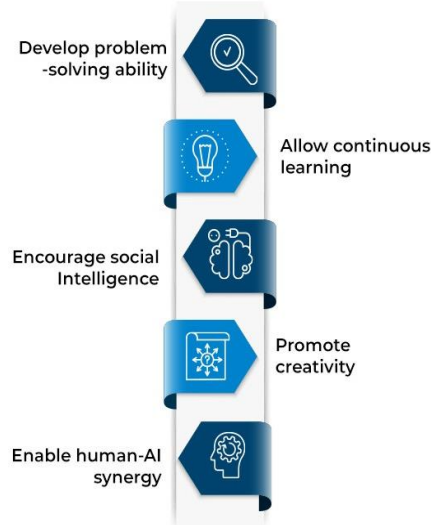 Develop problem
-solving ability
Allow continuous
learning
Encourage social
Intelligence
Promote
creativity
Enable human-AI
synergy